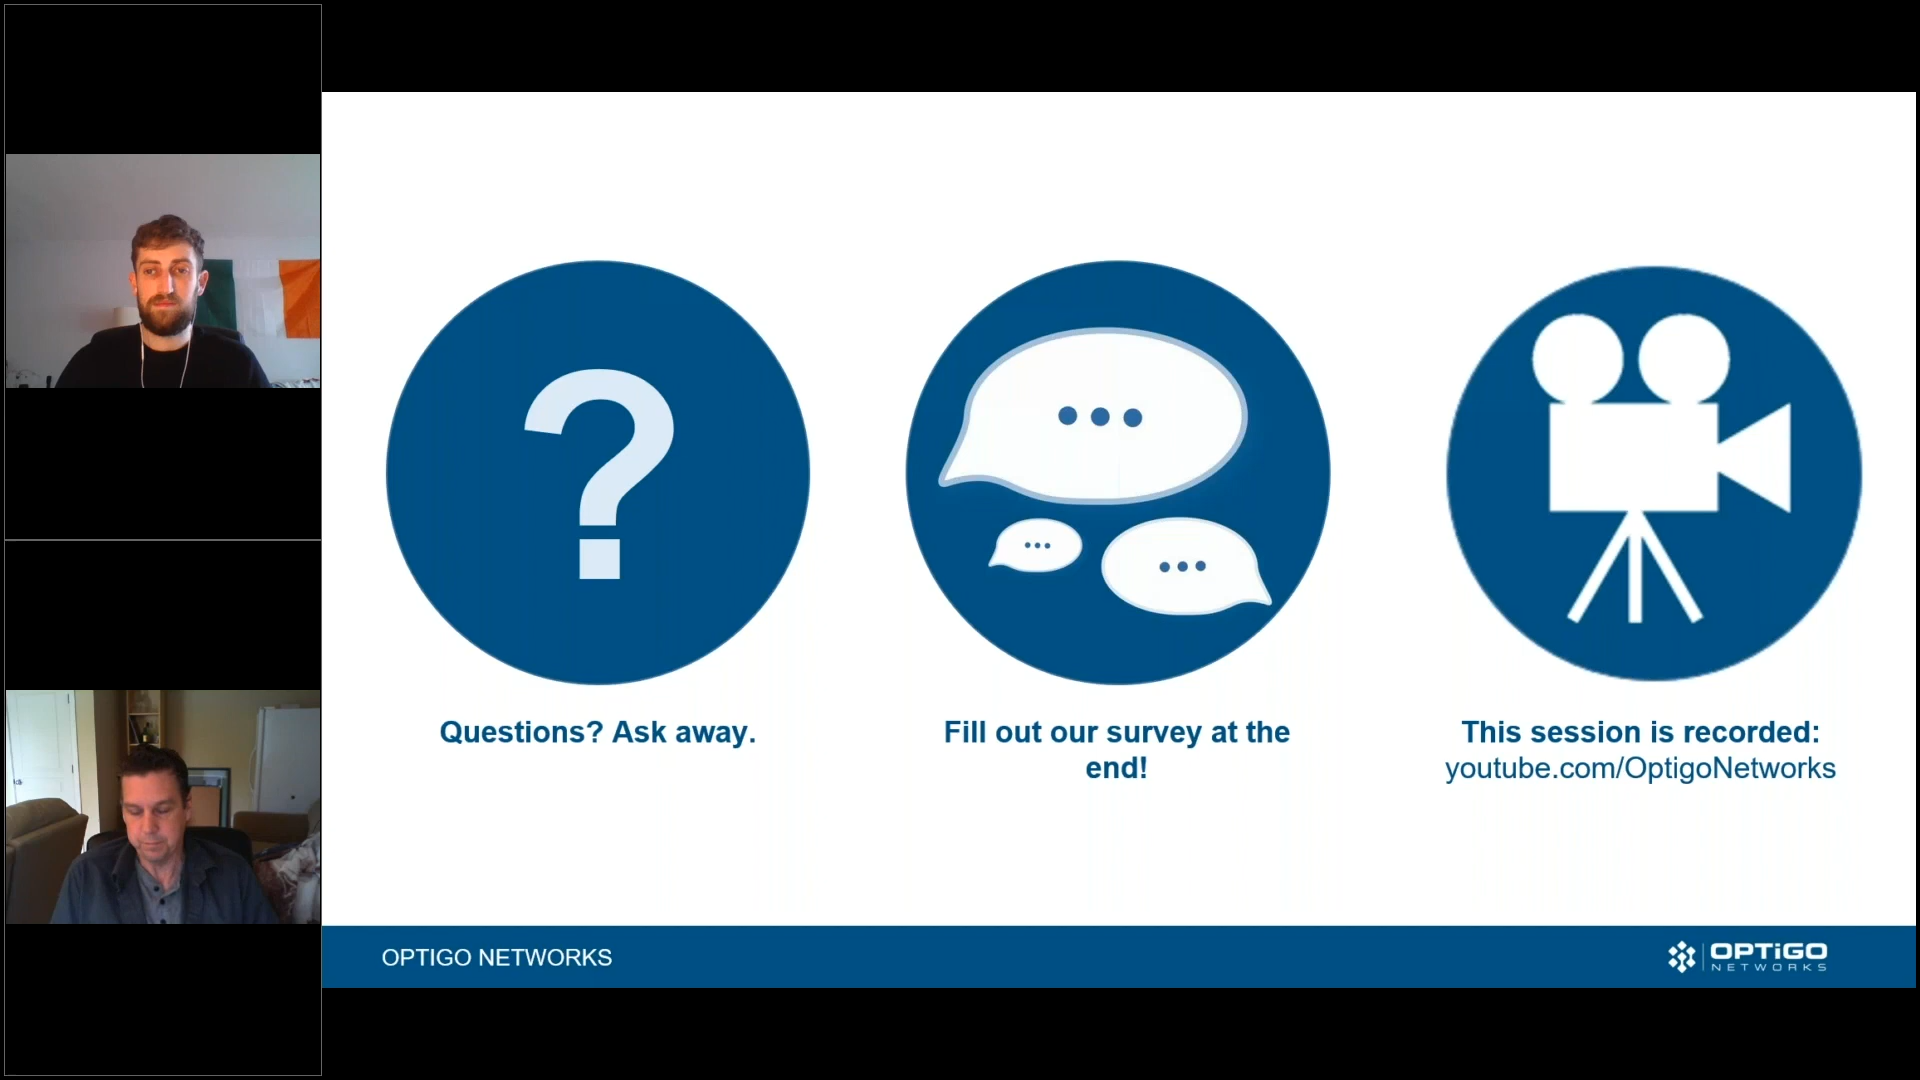 ?
Questions? Ask away.
Fill out our survey at the
end!
This session is recorded:
youtube.com/OptigoNetworks
OPTIGO NETWORKS
OPTiGO
NETWORKS